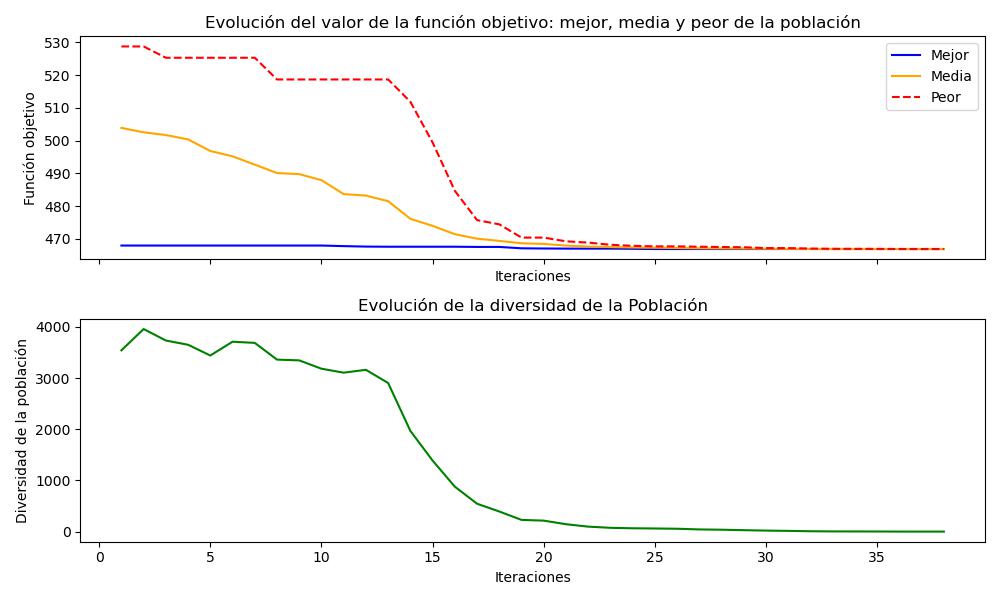 Evolución del valor de la función objetivo: mejor, media y peor de la población
530
520
510
500
490
480
470
Función objetivo
Mejor
Media
Peor
Iteraciones
Evolución de la diversidad de la Población
4000
3000
2000
1000
0
Diversidad de la población
0 5 10 15 20 25 30 35
Iteraciones